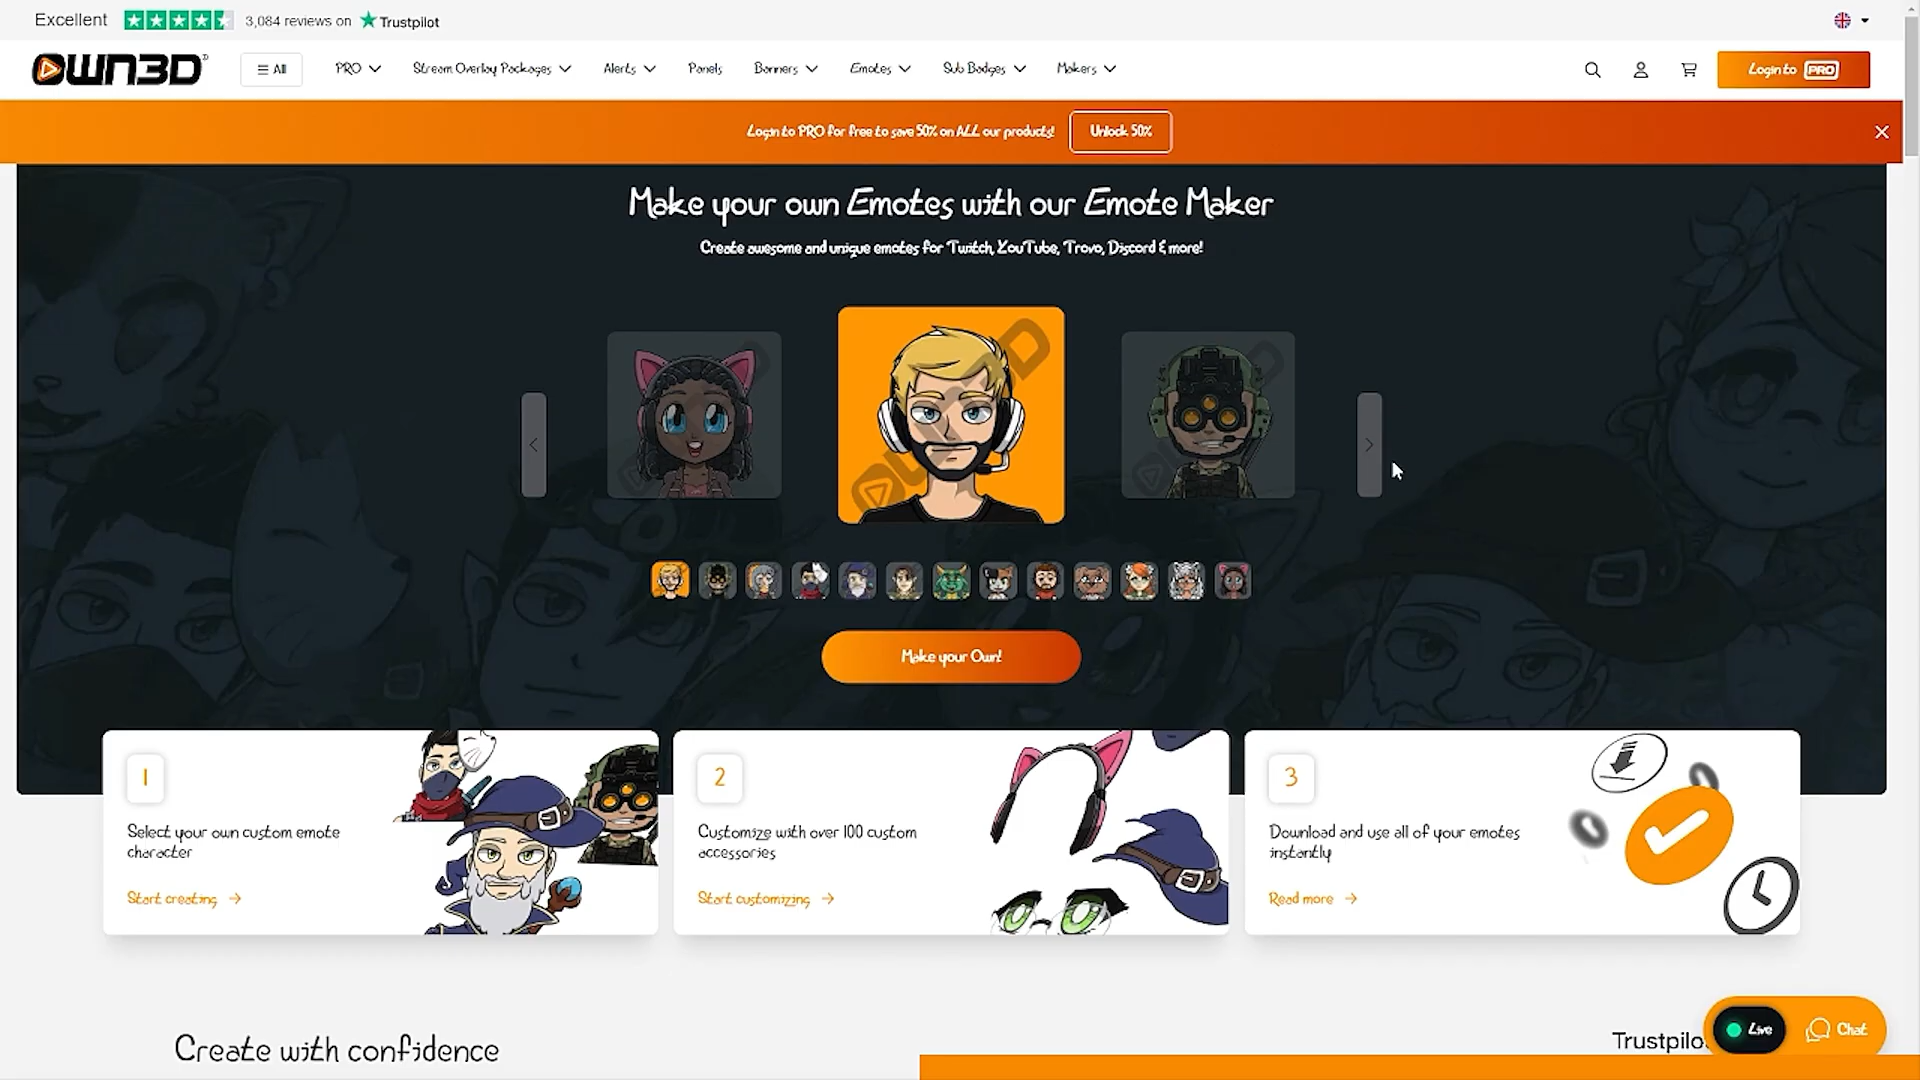 Excellent
3,084 reviews on Trustpilot
OWN3D
All
PRO
Stream Overlay Packages
Alerts
Panels
Banners
Emotes
Sub Badges
Makers
Login to PRO
Login to PRO for free to save 50% on ALL our products!
Unlock 50%
Make your own Emotes with our Emote Maker
Create awesome and unique emotes for Twitch, YouTube, Trovo, Discord & more!
Make your Own!
1
Select your own custom emote
character
Start creating
2
Customize with over 100 custom
accessories
Start customizing
3
Download and use all of your emotes
instantly
Read more
Create with confidence
Trustpilo
Live
Chat